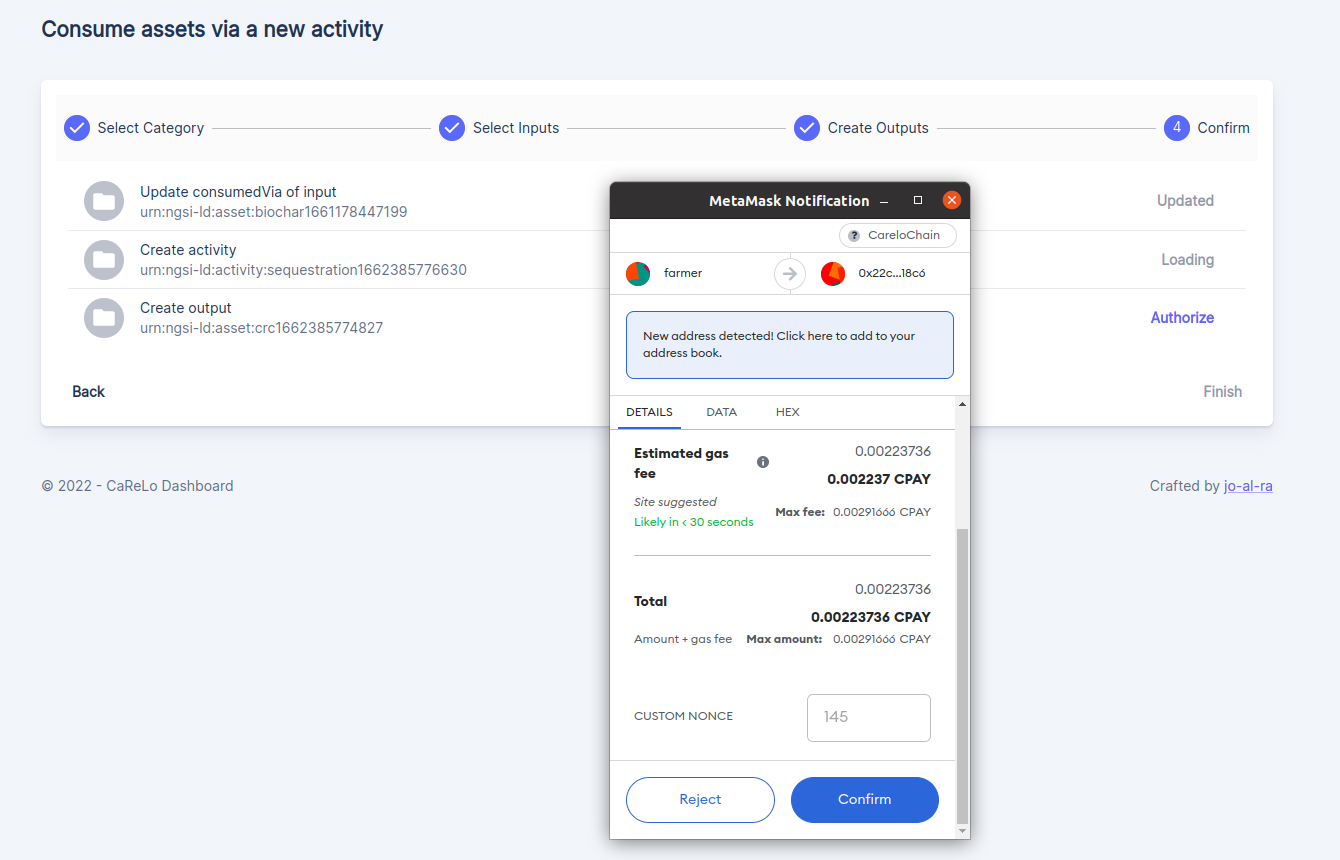 Consume assets via a new activity
Select Category
Select Inputs
Create Outputs
4 Confirm
Update consumedVia of input
urn:ngsi-ld:asset:biochar1661178447199
Updated
Create activity
urn:ngsi-ld:activity:sequestration1662385776630
Loading
Create output
urn:ngsi-ld:asset:crc1662385774827
Authorize
Back
Finish
© 2022 - CaReLo Dashboard
Crafted by jo-al-ra
MetaMask Notification
? CareloChain
farmer
0x22c...18c6
New address detected! Click here to add to your
address book.
DETAILS DATA HEX
Estimated gas
fee
0.00223736
0.002237 CPAY
Site suggested
Likely in < 30 seconds
Max fee: 0.00291666 CPAY
0.00223736
Total
0.00223736 CPAY
Amount + gas fee Max amount: 0.00291666 CPAY
CUSTOM NONCE
145
Reject
Confirm